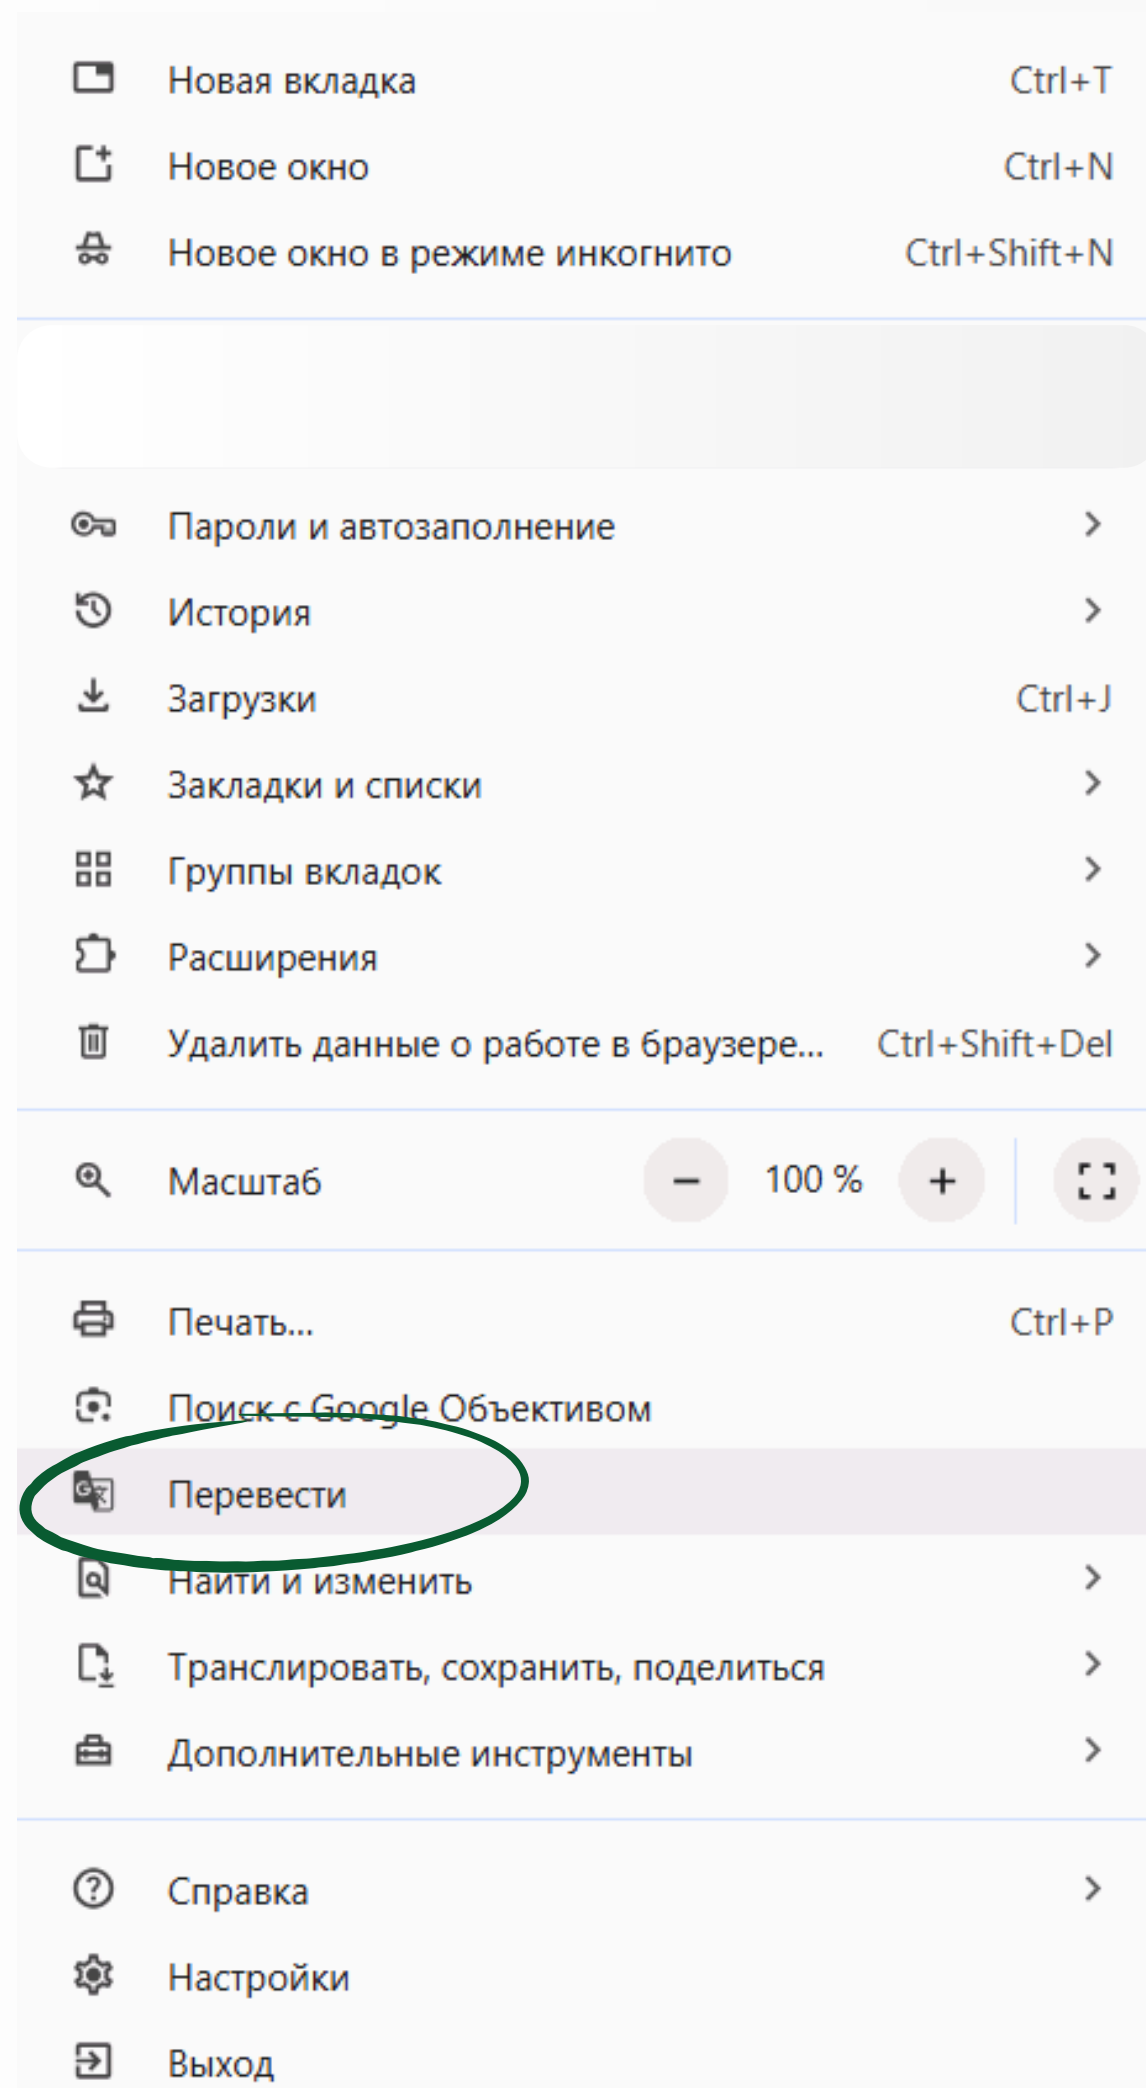 Новая вкладка Ctrl+T
Новое окно Ctrl+N
Новое окно в режиме инкогнито Ctrl+Shift+N
Пароли и автозаполнение
История
Загрузки Ctrl+J
Закладки и списки
Группы вкладок
Расширения
Удалить данные о работе в браузере... Ctrl+Shift+Del
Масштаб − 100 % +
Печать... Ctrl+P
Поиск с Google Объективом
Перевести
Найти и изменить
Транслировать, сохранить, поделиться
Дополнительные инструменты
Справка
Настройки
Выход